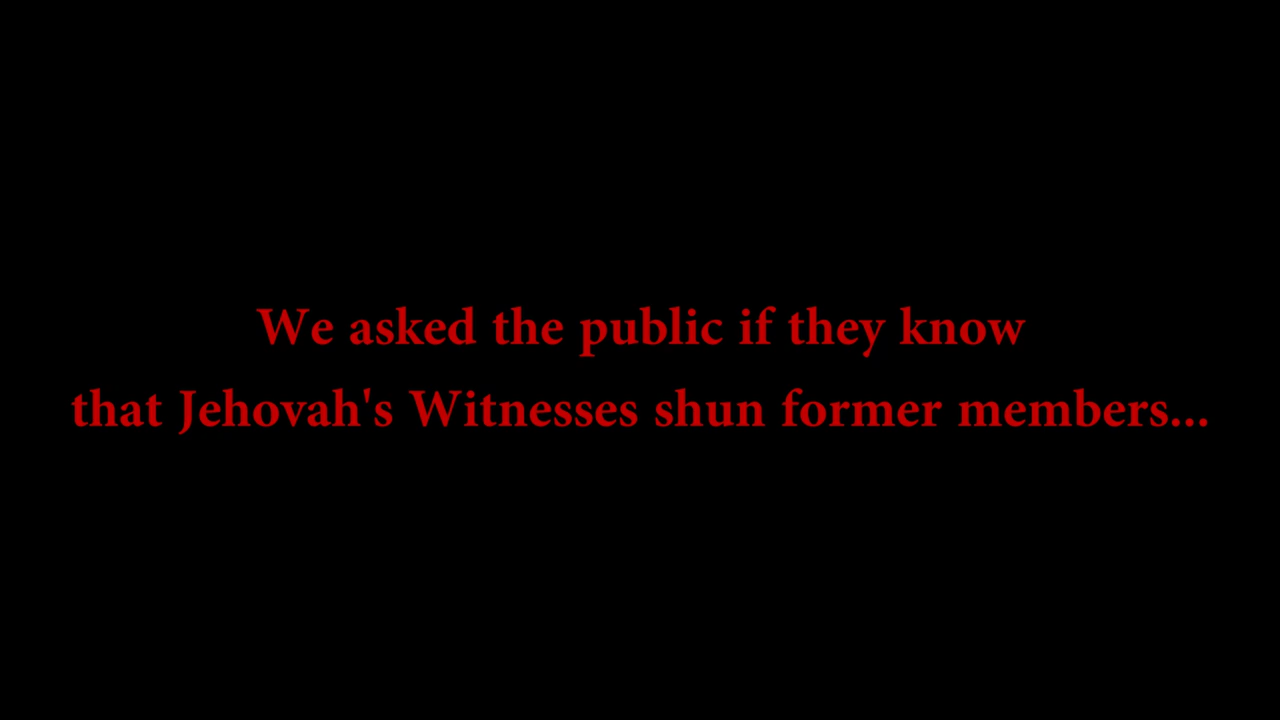 We asked the public if they know
that Jehovah's Witnesses shun former members...